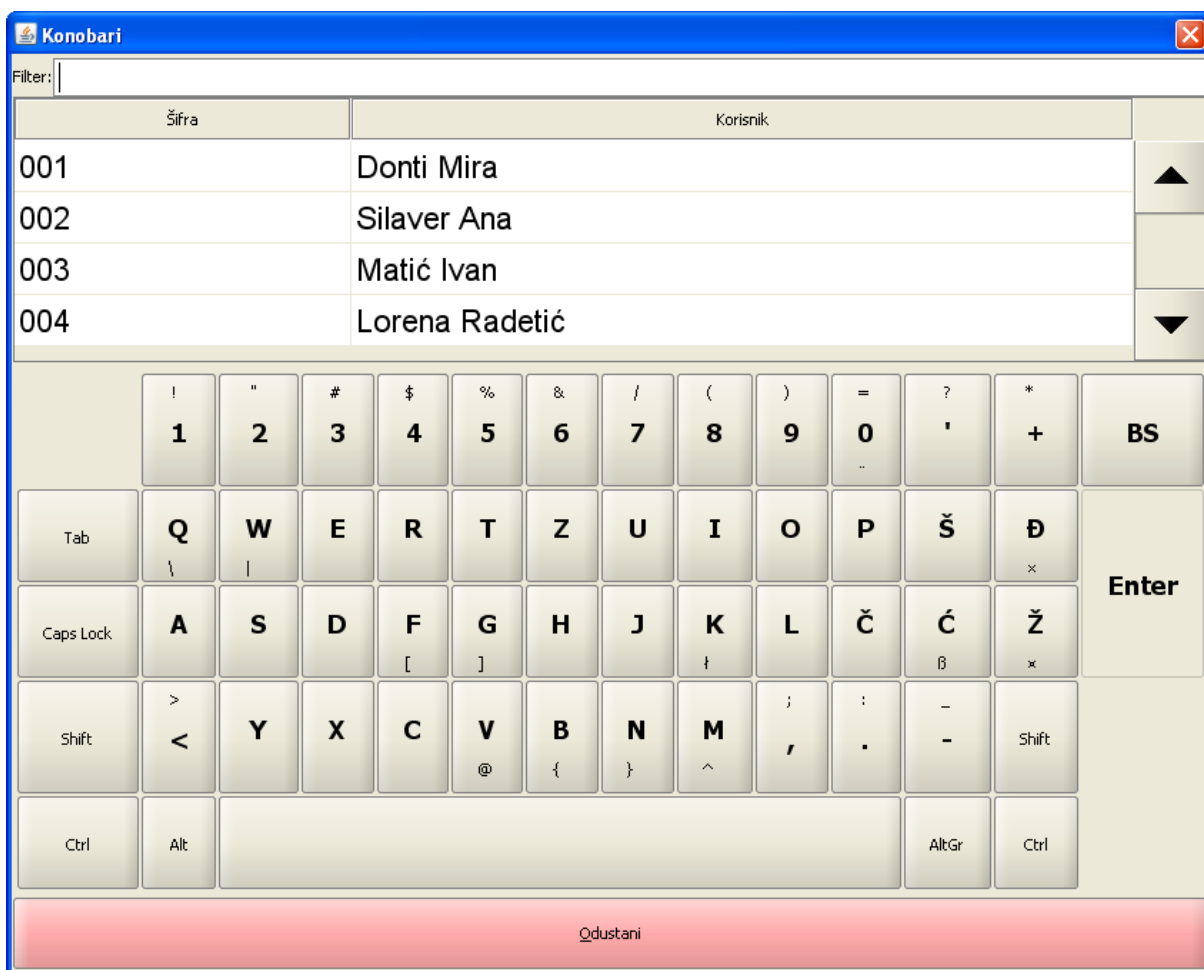 Konobari
Filter:
Šifra Korisnik
001 Donti Mira
002 Silaver Ana
003 Matić Ivan
004 Lorena Radetić
! " # $ % & / ( ) = ? *
1 2 3 4 5 6 7 8 9 0 ' + BS
¨
Tab Q W E R T Z U I O P Š Đ
\ | ×
Enter
Caps Lock A S D F G H J K L Č Ć Ž
[ ] ł ß ¤
> ; : _
Shift < Y X C V B N M , . - Shift
@ { } ^
Ctrl Alt AltGr Ctrl
Odustani